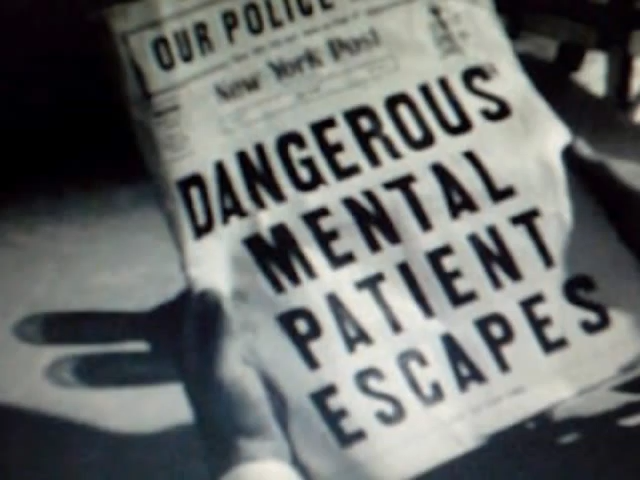 OUR POLICE
New York Post
DANGEROUS
MENTAL
PATIENT
ESCAPES